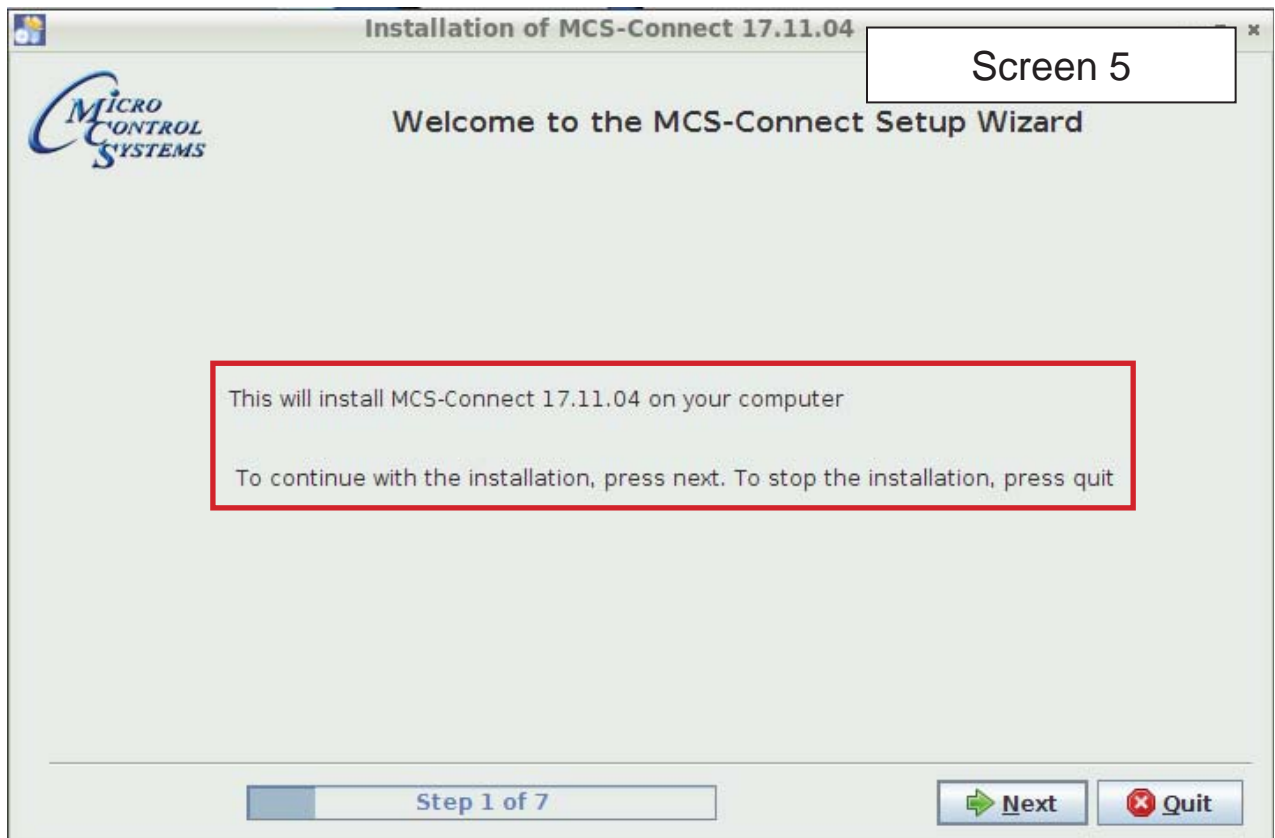 Installation of MCS-Connect 17.11.04
Screen 5
MICRO
CONTROL
SYSTEMS
Welcome to the MCS-Connect Setup Wizard
This will install MCS-Connect 17.11.04 on your computer
To continue with the installation, press next. To stop the installation, press quit
Step 1 of 7
Next
Quit